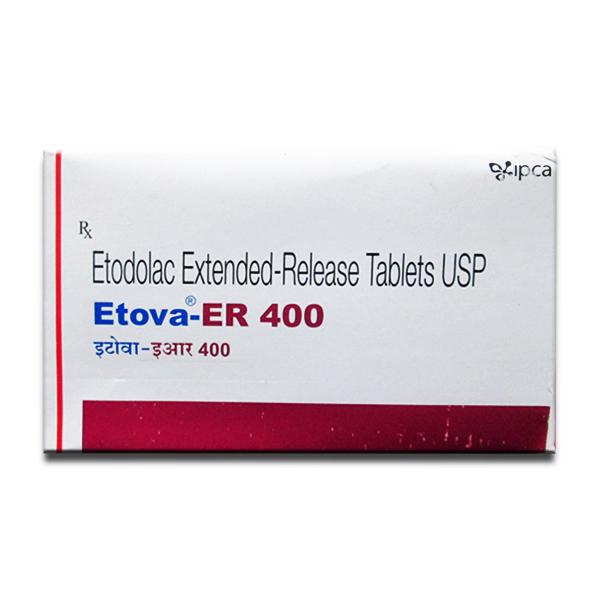 ipca
Rx
Etodolac Extended-Release Tablets USP
Etova®-ER 400
इटोवा-इआर 400